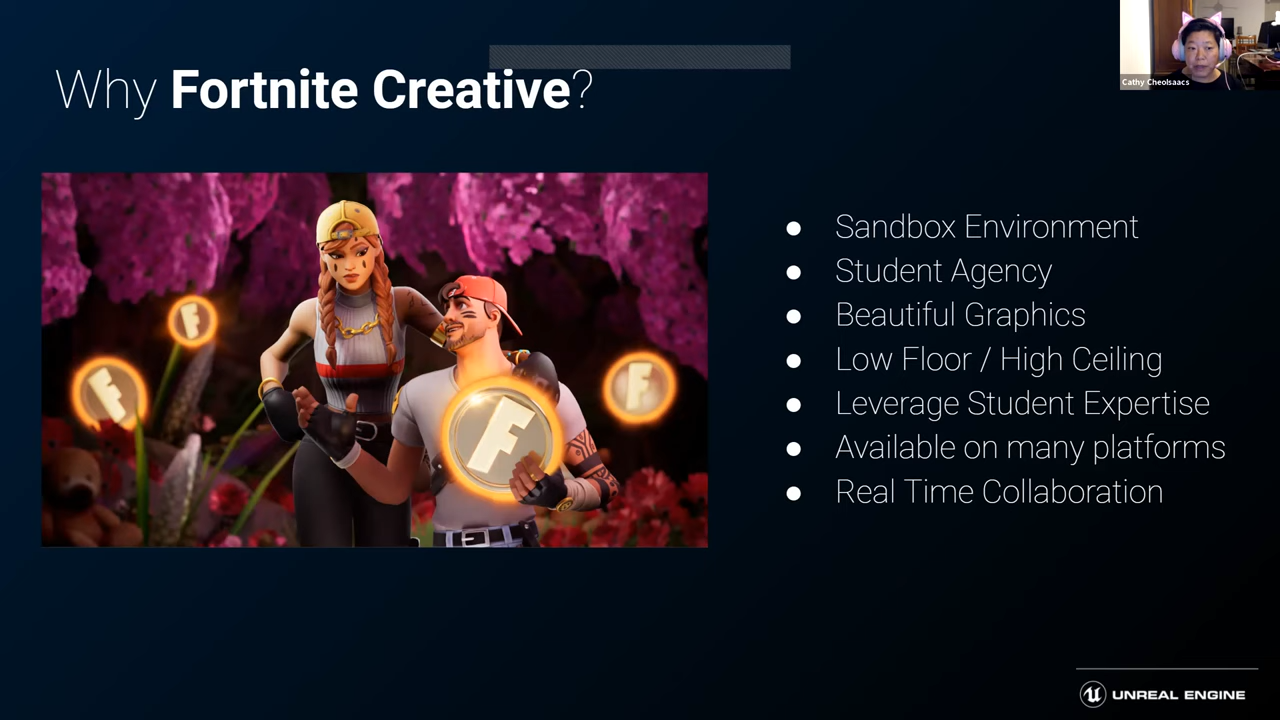 Why Fortnite Creative?
Cathy CheoIsaacs
● Sandbox Environment
● Student Agency
● Beautiful Graphics
● Low Floor / High Ceiling
● Leverage Student Expertise
● Available on many platforms
● Real Time Collaboration
F
F
F
F
UNREAL ENGINE